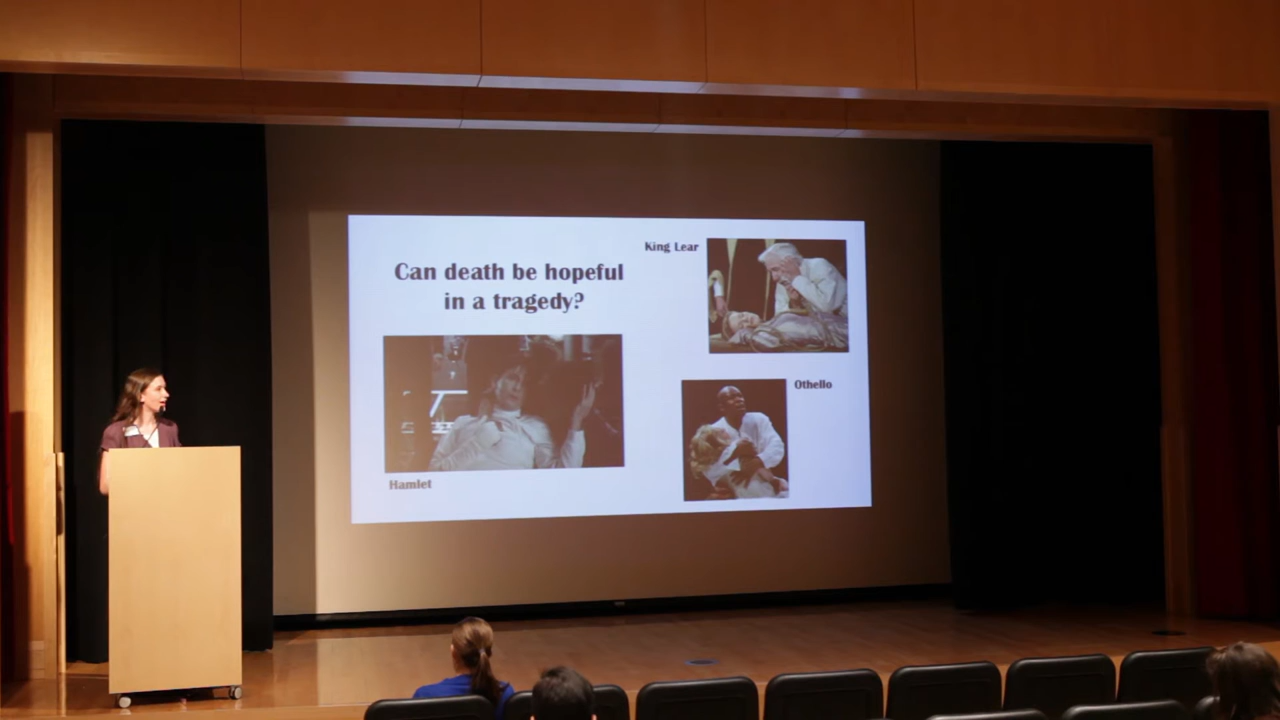 Can death be hopeful
in a tragedy?
King Lear
Othello
Hamlet